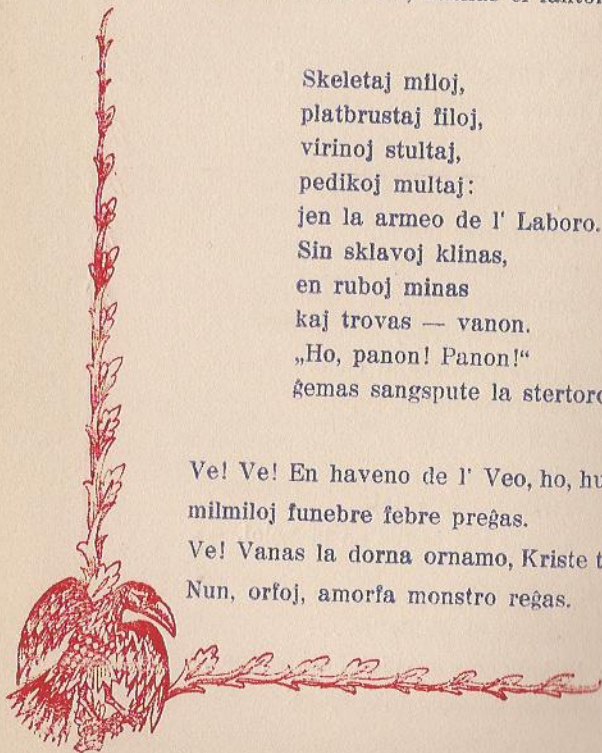 Skeletaj miloj,
platbrustaj filoj,
virinoj stultaj,
pedikoj multaj:
jen la armeo de l' Laboro.
Sin sklavoj klinas,
en ruboj minas
kaj trovas — vanon.
„Ho, panon! Panon!“
ĝemas sangspute la stertoro
Ve! Ve! En haveno de l' Veo, ho, hu
milmiloj funebre febre preĝas.
Ve! Vanas la dorna ornamo, Kriste t
Nun, orfoj, amorfa monstro reĝas.